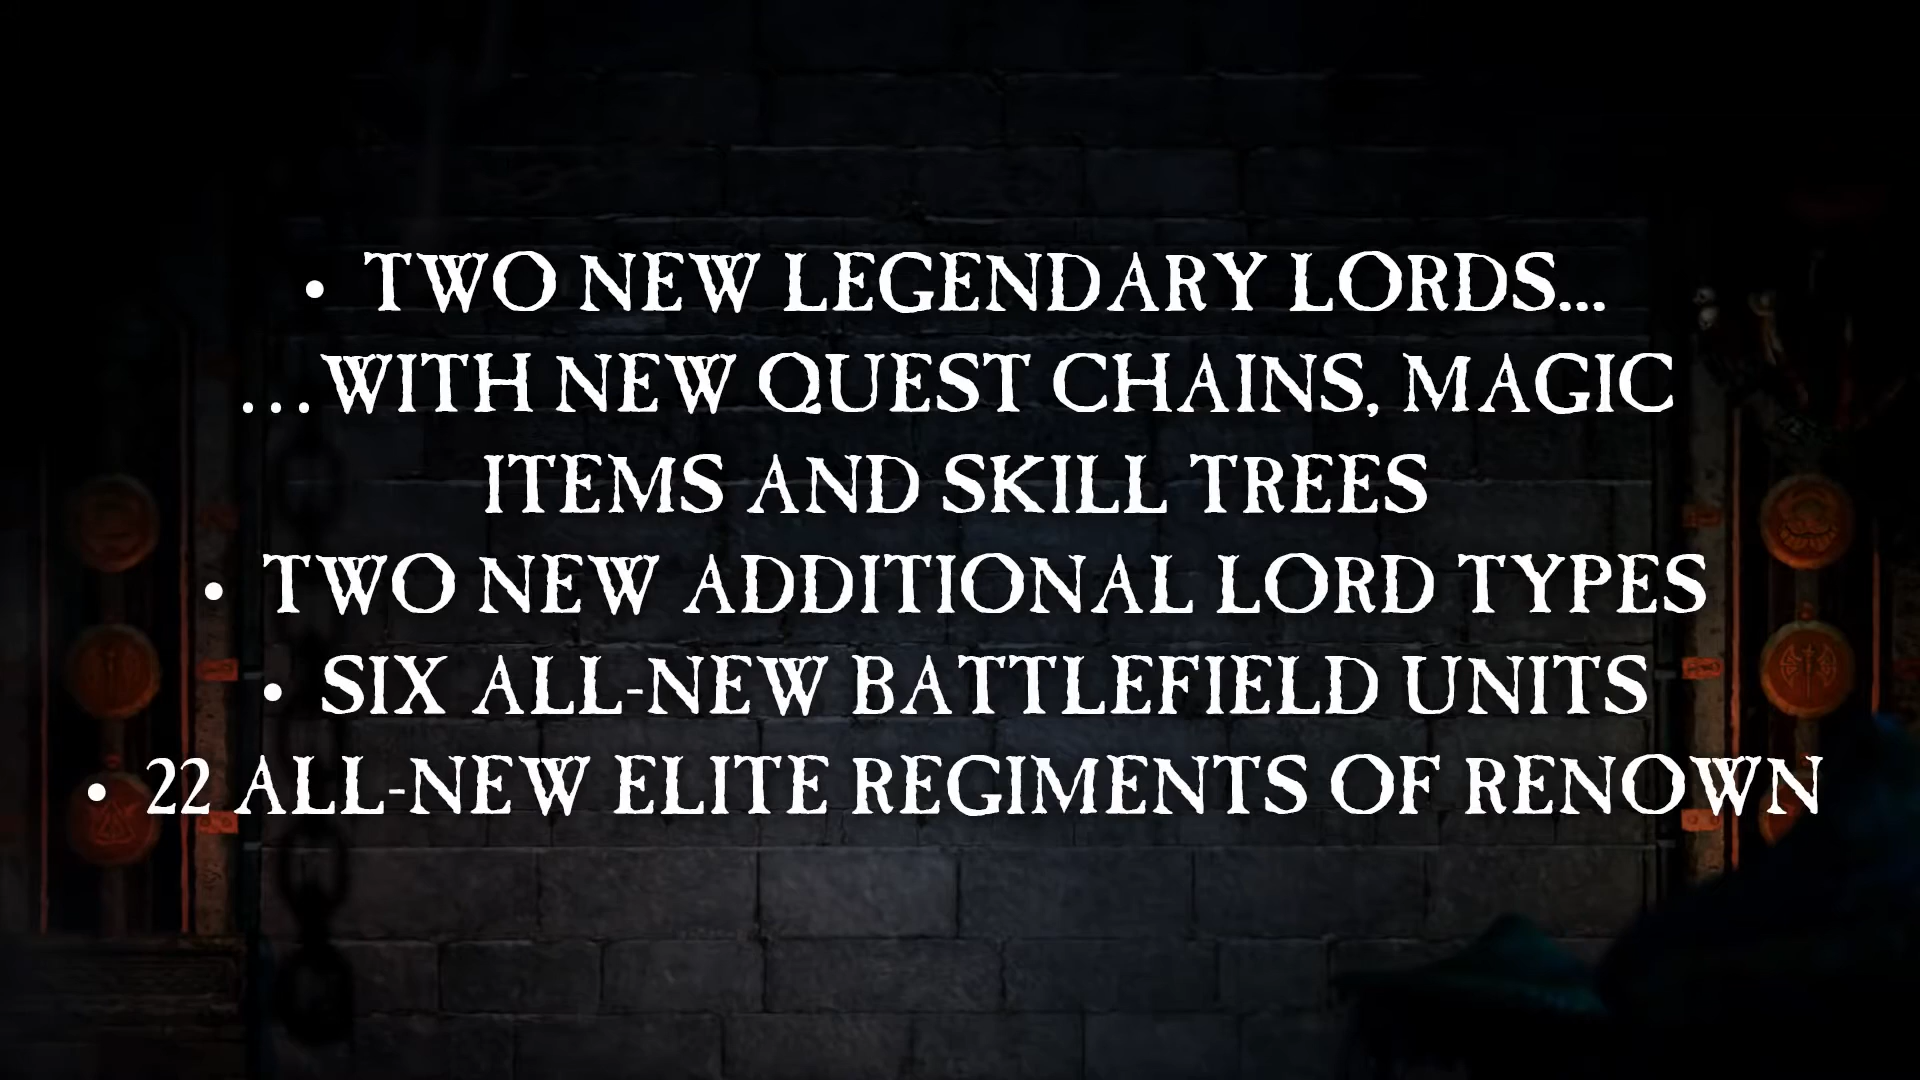 • TWO NEW LEGENDARY LORDS...
...WITH NEW QUEST CHAINS, MAGIC
ITEMS AND SKILL TREES
• TWO NEW ADDITIONAL LORD TYPES
• SIX ALL-NEW BATTLEFIELD UNITS
• 22 ALL-NEW ELITE REGIMENTS OF RENOWN